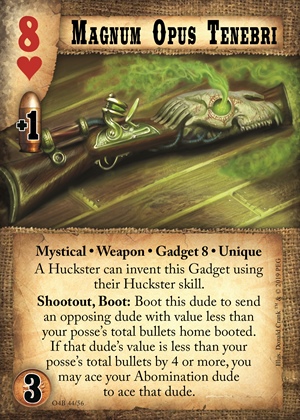 8
Magnum Opus Tenebri
+1
Mystical • Weapon • Gadget 8 • Unique
A Huckster can invent this Gadget using
their Huckster skill.
Shootout, Boot: Boot this dude to send
an opposing dude with value less than
your posse's total bullets home booted.
If that dude's value is less than your
posse's total bullets by 4 or more, you
may ace your Abomination dude
to ace that dude.
3
O4B 44/56